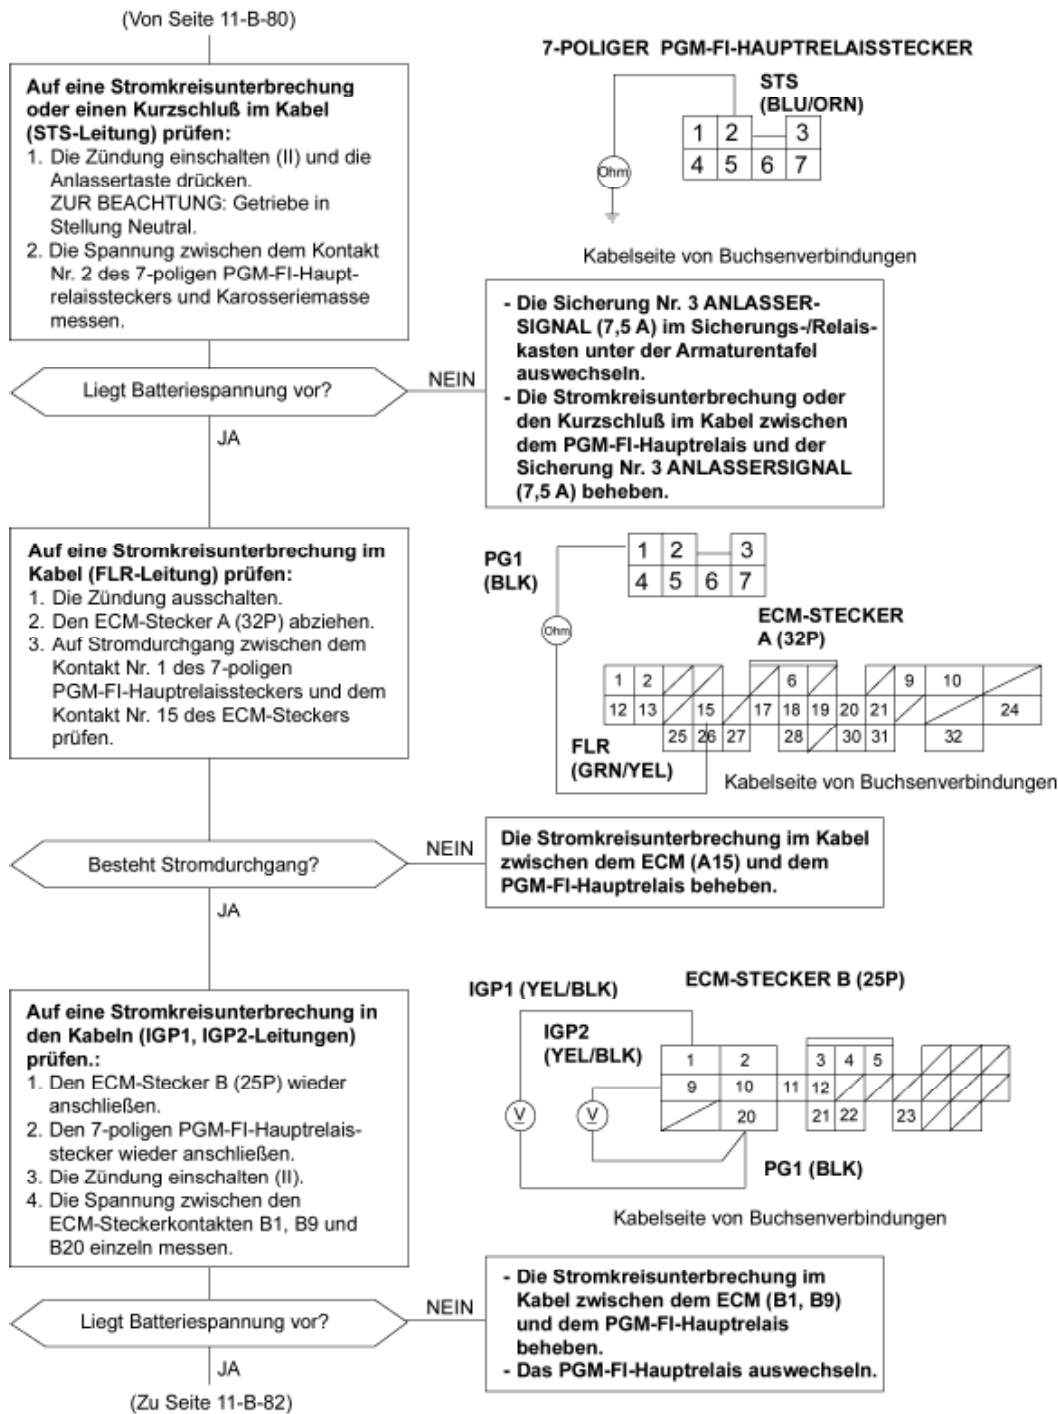 (Von Seite 11-B-80)
Auf eine Stromkreisunterbrechung
oder einen Kurzschluß im Kabel
(STS-Leitung) prüfen:
1. Die Zündung einschalten (II) und die
Anlassertaste drücken.
ZUR BEACHTUNG: Getriebe in
Stellung Neutral.
2. Die Spannung zwischen dem Kontakt
Nr. 2 des 7-poligen PGM-FI-Haupt-
relaissteckers und Karosseriemasse
messen.
7-POLIGER PGM-FI-HAUPTRELAISSTECKER
STS
(BLU/ORN)
1 2 3
4 5 6 7
Ohm
Kabelseite von Buchsenverbindungen
Liegt Batteriespannung vor?
NEIN
JA
- Die Sicherung Nr. 3 ANLASSER-
SIGNAL (7,5 A) im Sicherungs-/Relais-
kasten unter der Armaturentafel
auswechseln.
- Die Stromkreisunterbrechung oder
den Kurzschluß im Kabel zwischen
dem PGM-FI-Hauptrelais und der
Sicherung Nr. 3 ANLASSERSIGNAL
(7,5 A) beheben.
Auf eine Stromkreisunterbrechung im
Kabel (FLR-Leitung) prüfen:
1. Die Zündung ausschalten.
2. Den ECM-Stecker A (32P) abziehen.
3. Auf Stromdurchgang zwischen dem
Kontakt Nr. 1 des 7-poligen
PGM-FI-Hauptrelaissteckers und dem
Kontakt Nr. 15 des ECM-Steckers
prüfen.
PG1
(BLK)
1 2 3
4 5 6 7
Ohm
ECM-STECKER
A (32P)
1 2 6 9 10
12 13 15 17 18 19 20 21 24
25 26 27 28 30 31 32
FLR
(GRN/YEL)
Kabelseite von Buchsenverbindungen
Besteht Stromdurchgang?
NEIN
JA
Die Stromkreisunterbrechung im Kabel
zwischen dem ECM (A15) und dem
PGM-FI-Hauptrelais beheben.
Auf eine Stromkreisunterbrechung in
den Kabeln (IGP1, IGP2-Leitungen)
prüfen.:
1. Den ECM-Stecker B (25P) wieder
anschließen.
2. Den 7-poligen PGM-FI-Hauptrelais-
stecker wieder anschließen.
3. Die Zündung einschalten (II).
4. Die Spannung zwischen den
ECM-Steckerkontakten B1, B9 und
B20 einzeln messen.
IGP1 (YEL/BLK)
ECM-STECKER B (25P)
IGP2
(YEL/BLK)
1 2 3 4 5
9 10 11 12
20 21 22 23
V V
PG1 (BLK)
Kabelseite von Buchsenverbindungen
Liegt Batteriespannung vor?
NEIN
JA
- Die Stromkreisunterbrechung im
Kabel zwischen dem ECM (B1, B9)
und dem PGM-FI-Hauptrelais
beheben.
- Das PGM-FI-Hauptrelais auswechseln.
(Zu Seite 11-B-82)